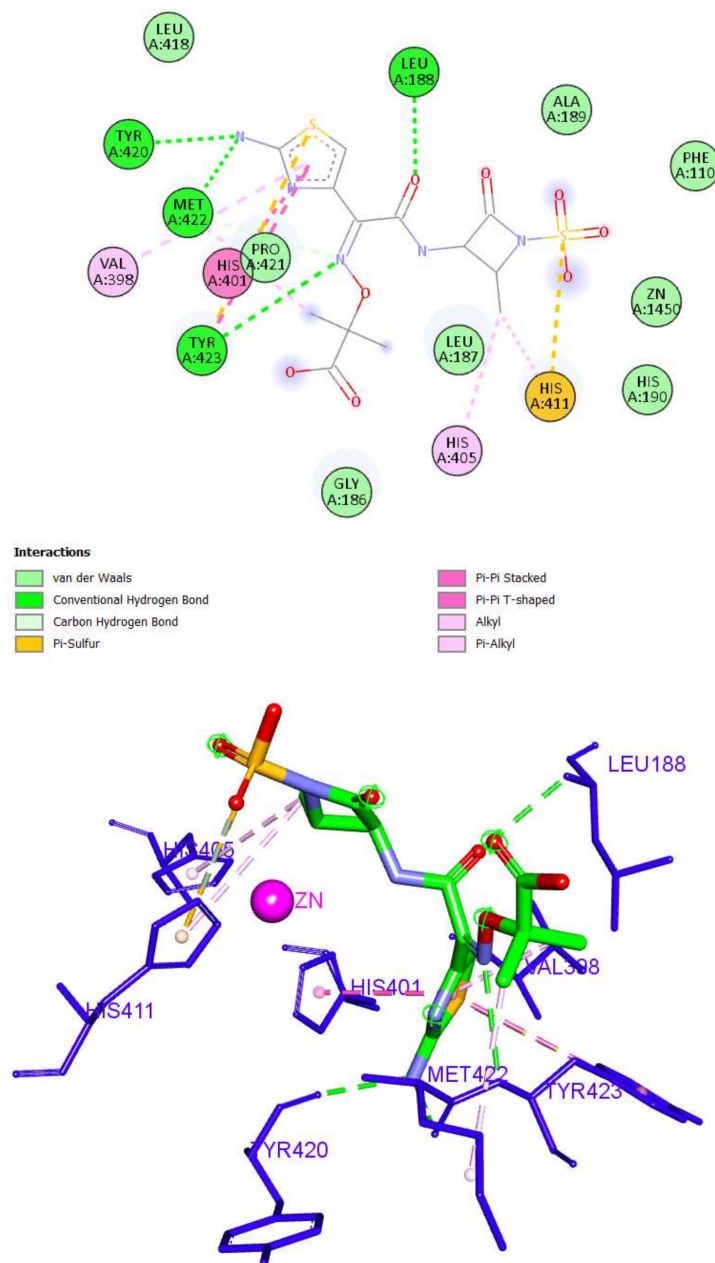 LEU
A:418
LEU
A:188
ALA
A:189
TYR
A:420
PHE
A:110
MET
A:422
PRO
A:421
VAL
A:398
HIS
A:401
TYR
A:423
LEU
A:187
ZN
A:1450
HIS
A:190
HIS
A:411
HIS
A:405
GLY
A:186
N
S
O
O
O
N
N
N
N
N
S
O
O
O
O
O
Interactions
van der Waals
Conventional Hydrogen Bond
Carbon Hydrogen Bond
Pi-Sulfur
Pi-Pi Stacked
Pi-Pi T-shaped
Alkyl
Pi-Alkyl
LEU188
HIS405
ZN
VAL398
HIS401
HIS411
MET422
TYR423
TYR420